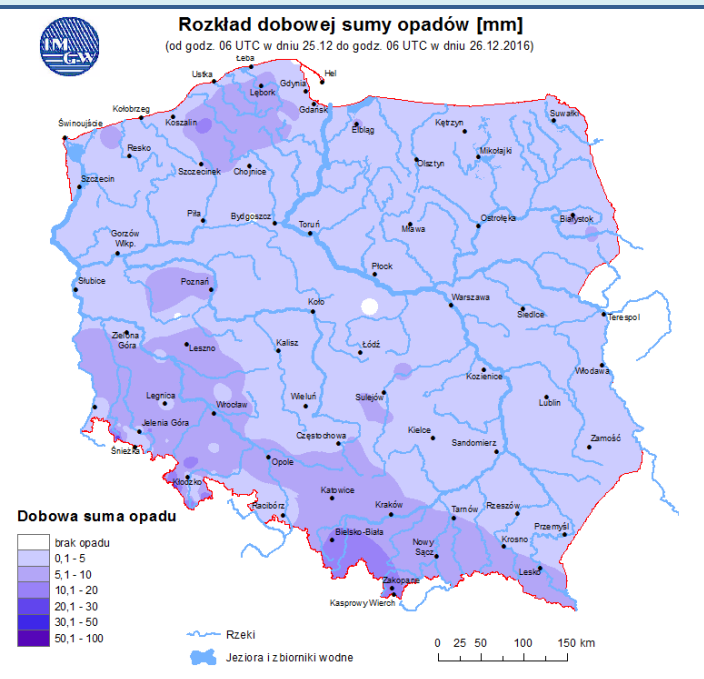 Rozkład dobowej sumy opadów [mm]
(od godz. 06 UTC w dniu 25.12 do godz. 06 UTC w dniu 26.12.2016)
IM
GW
Łeba
Ustka
Hel
Gdynia
Lębork
Gdańsk
Kołobrzeg
Koszalin
Świnoujście
Elbląg
Kętrzyn
Suwałki
Resko
Mikołajki
Olsztyn
Szczecin
Szczecinek
Chojnice
Piła
Bydgoszcz
Toruń
Mława
Ostrołęka
Białystok
Gorzów
Wlkp.
Płock
Słubice
Poznań
Koło
Warszawa
Siedlce
Terespol
Zielona
Góra
Leszno
Kalisz
Łódź
Kozienice
Włodawa
Legnica
Wrocław
Wieluń
Sulejów
Lublin
Jelenia Góra
Częstochowa
Kielce
Sandomierz
Zamość
Śnieżka
Opole
Kłodzko
Katowice
Racibórz
Kraków
Tarnów
Rzeszów
Przemyśl
Bielsko-Biała
Nowy
Sącz
Krosno
Lesko
Zakopane
Kasprowy Wierch
Dobowa suma opadu
brak opadu
0,1 - 5
5,1 - 10
10,1 - 20
20,1 - 30
30,1 - 50
50,1 - 100
Rzeki
Jeziora i zbiorniki wodne
0 25 50 100 150 km